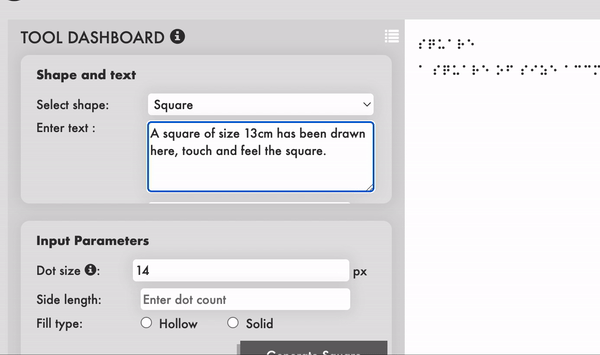 TOOL DASHBOARD
Shape and text
Select shape: Square
Enter text : A square of size 13cm has been drawn
here, touch and feel the square.
Input Parameters
Dot size : 14 px
Side length: Enter dot count
Fill type: Hollow Solid
Generate Square
⠎⠟⠥⠁⠗⠑